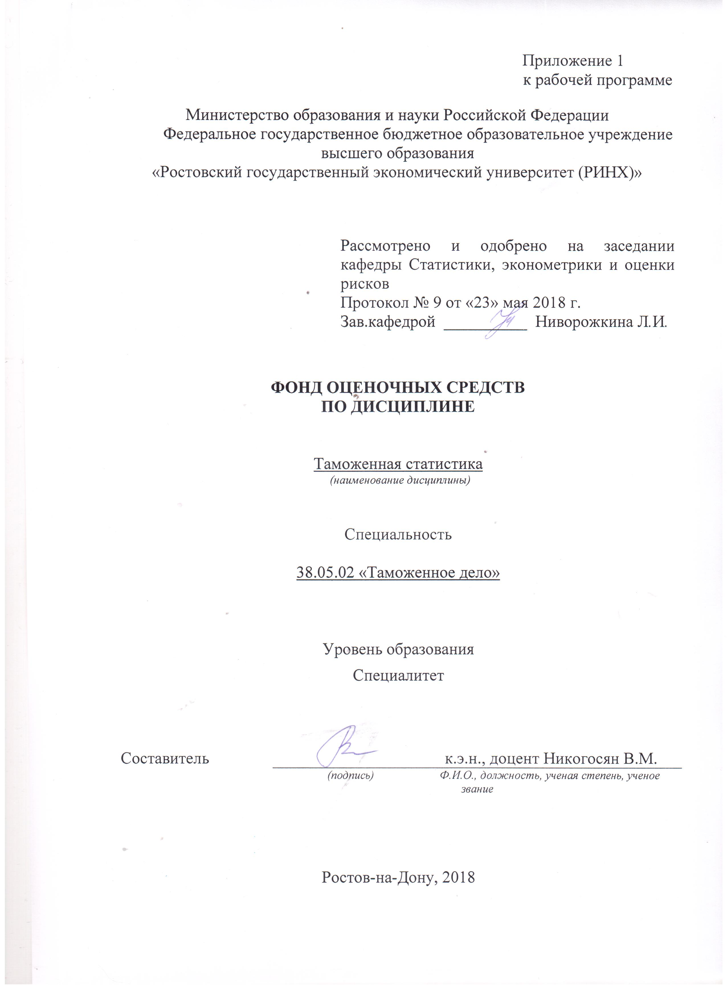 Приложение 1
к рабочей программе
Министерство образования и науки Российской Федерации
Федеральное государственное бюджетное образовательное учреждение
высшего образования
«Ростовский государственный экономический университет (РИНХ)»
Рассмотрено и одобрено на заседании
кафедры Статистики, эконометрики и оценки
рисков
Протокол № 9 от «23» мая 2018 г.
Зав.кафедрой __________ Ниворожкина Л.И.
ФОНД ОЦЕНОЧНЫХ СРЕДСТВ
ПО ДИСЦИПЛИНЕ
Таможенная статистика
(наименование дисциплины)
Специальность
38.05.02 «Таможенное дело»
Уровень образования
Специалитет
Составитель к.э.н., доцент Никогосян В.М.
(подпись) Ф.И.О., должность, ученая степень, ученое
звание
Ростов-на-Дону, 2018